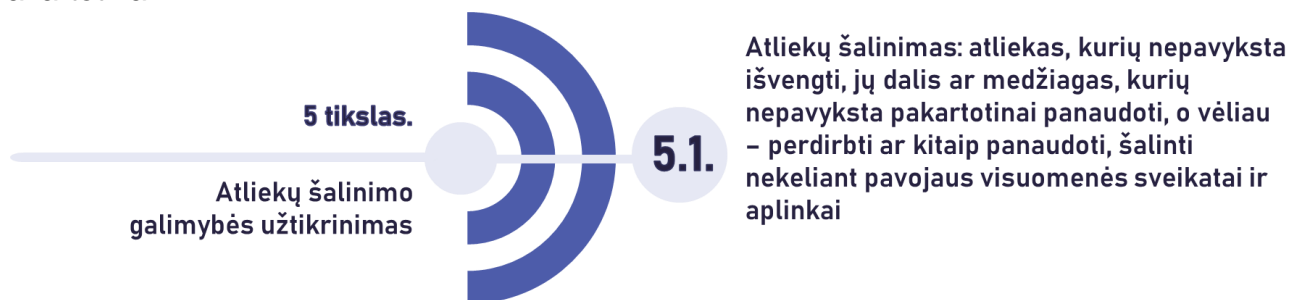 5 tikslas.
Atliekų šalinimo
galimybės užtikrinimas
5.1.
Atliekų šalinimas: atliekas, kurių nepavyksta
išvengti, jų dalis ar medžiagas, kurių
nepavyksta pakartotinai panaudoti, o vėliau
– perdirbti ar kitaip panaudoti, šalinti
nekeliant pavojaus visuomenės sveikatai ir
aplinkai